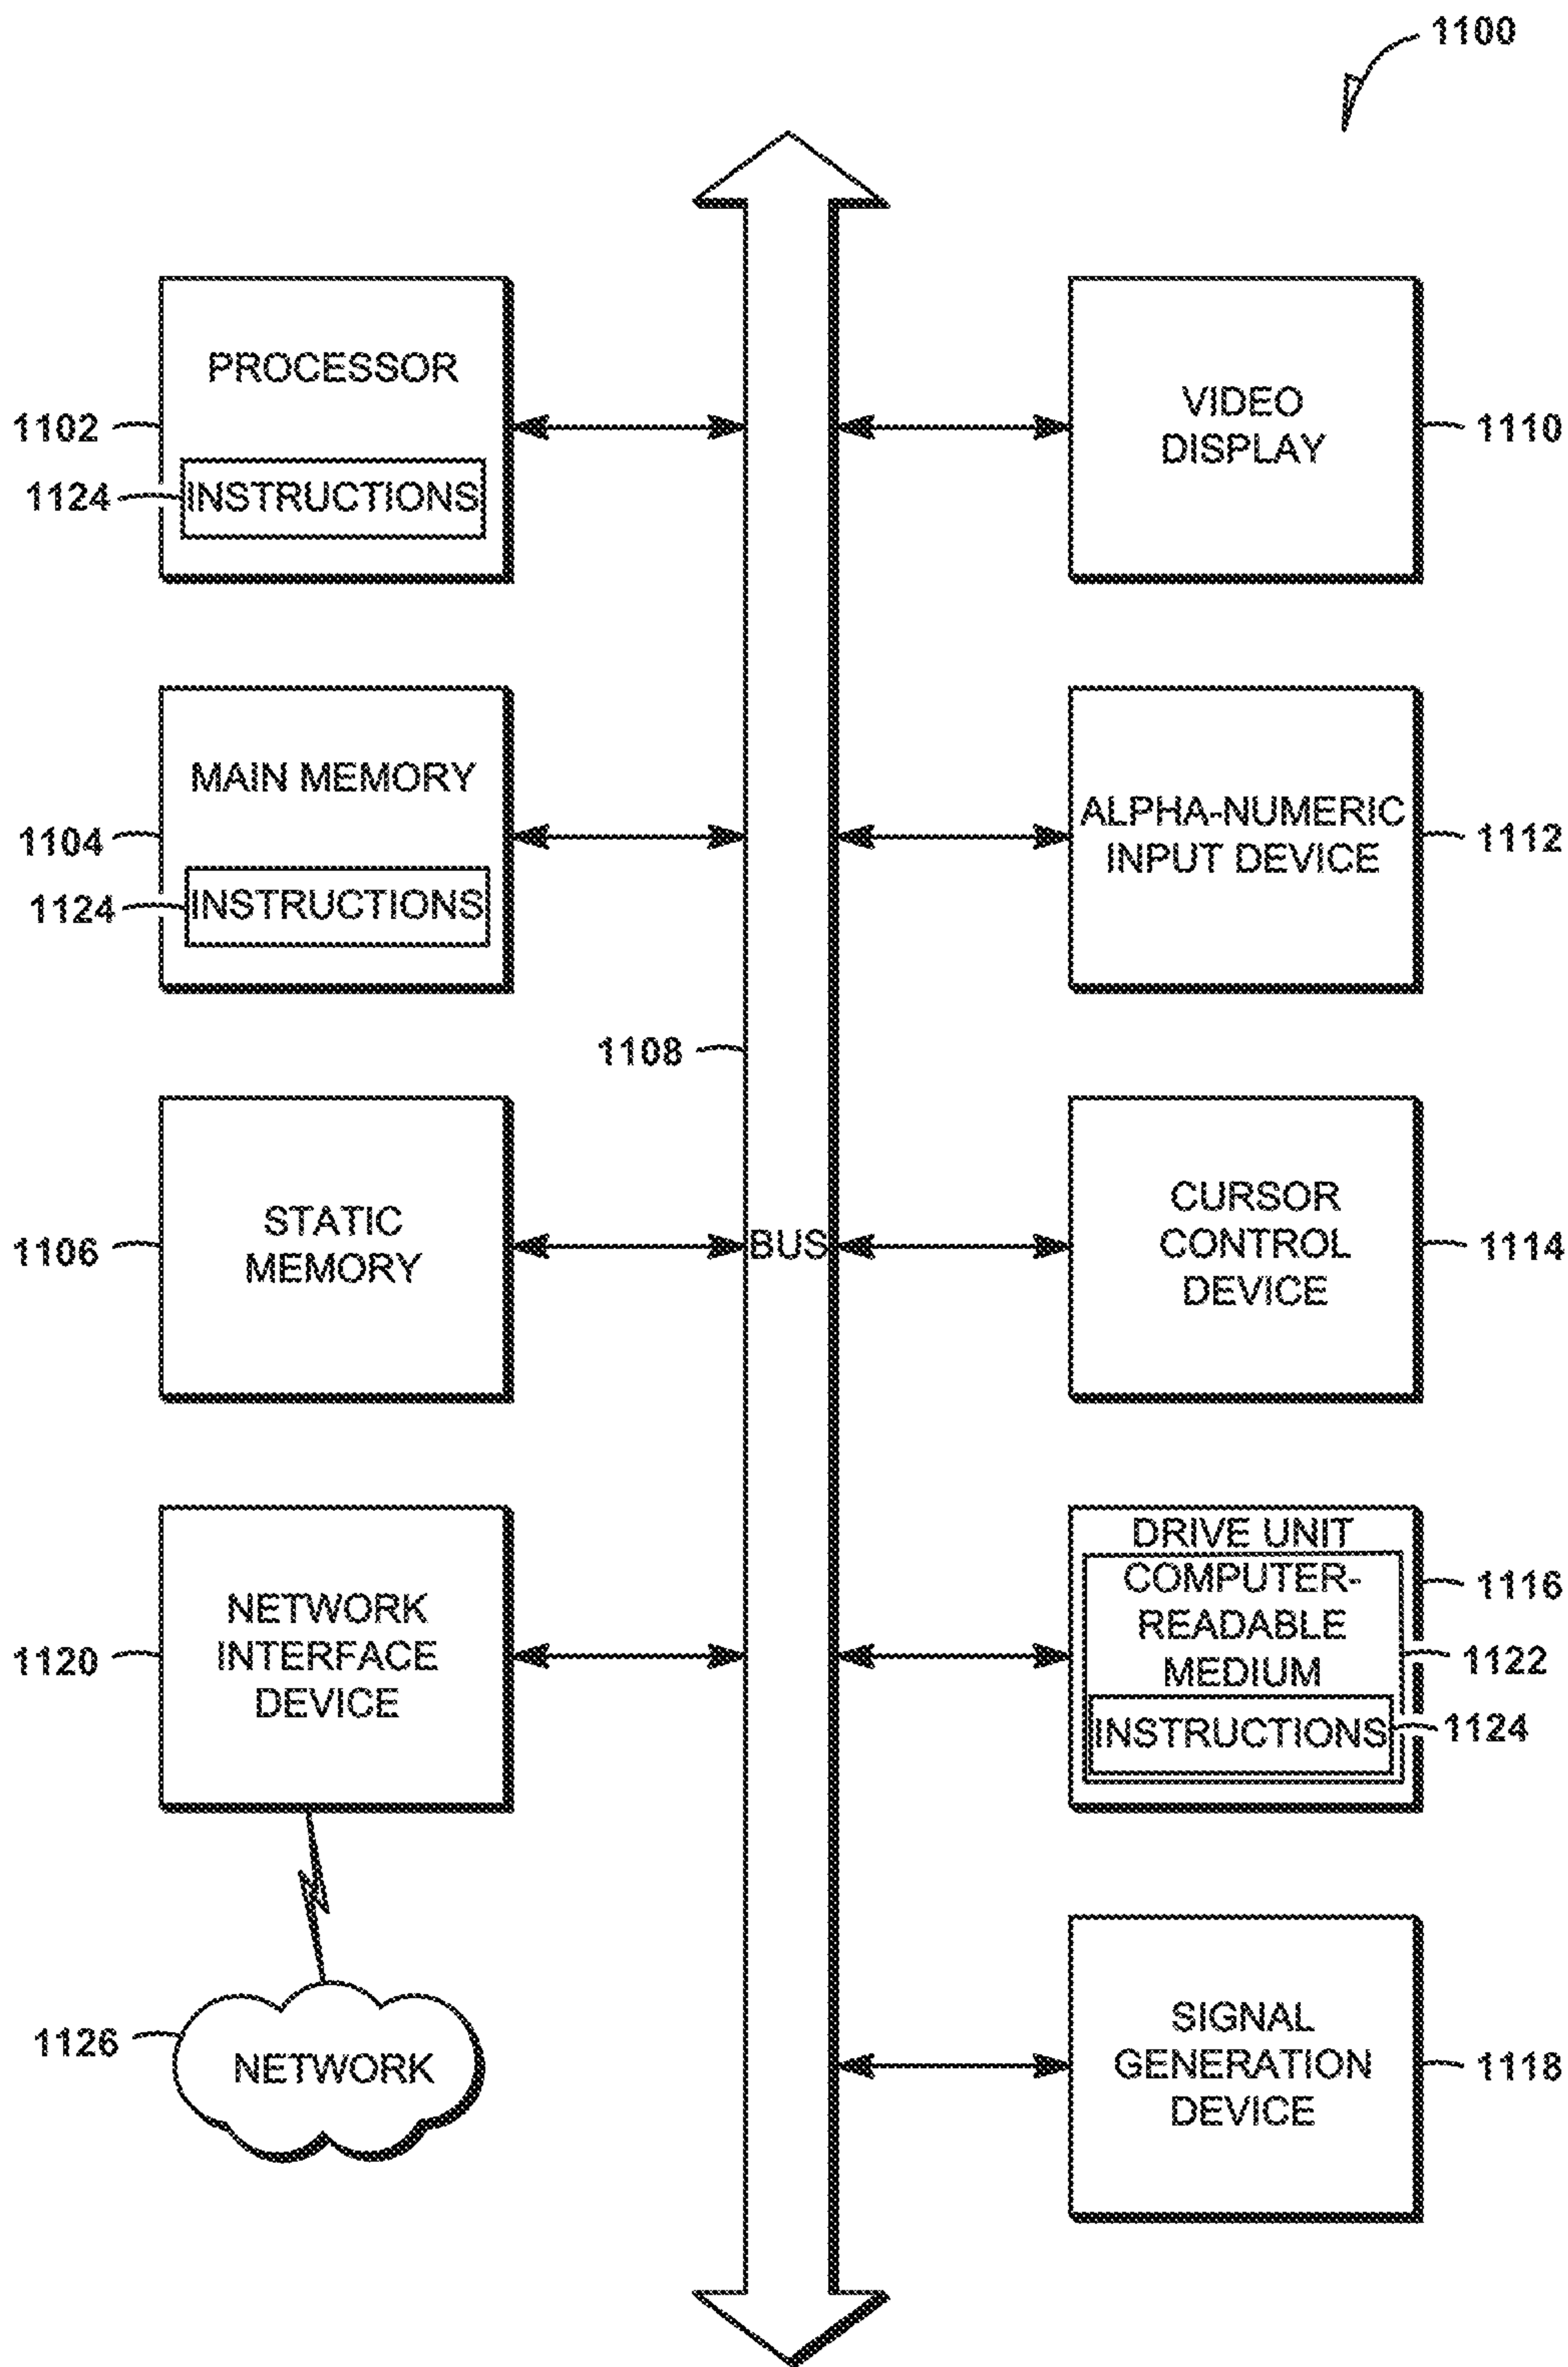 1100
PROCESSOR
1102
1124
INSTRUCTIONS
VIDEO
DISPLAY
1110
MAIN MEMORY
1104
1124
INSTRUCTIONS
ALPHA-NUMERIC
INPUT DEVICE
1112
1108
STATIC
MEMORY
1106
BUS
CURSOR
CONTROL
DEVICE
1114
NETWORK
INTERFACE
DEVICE
1120
DRIVE UNIT
1116
COMPUTER-
READABLE
MEDIUM
1122
INSTRUCTIONS
1124
1126
NETWORK
SIGNAL
GENERATION
DEVICE
1118